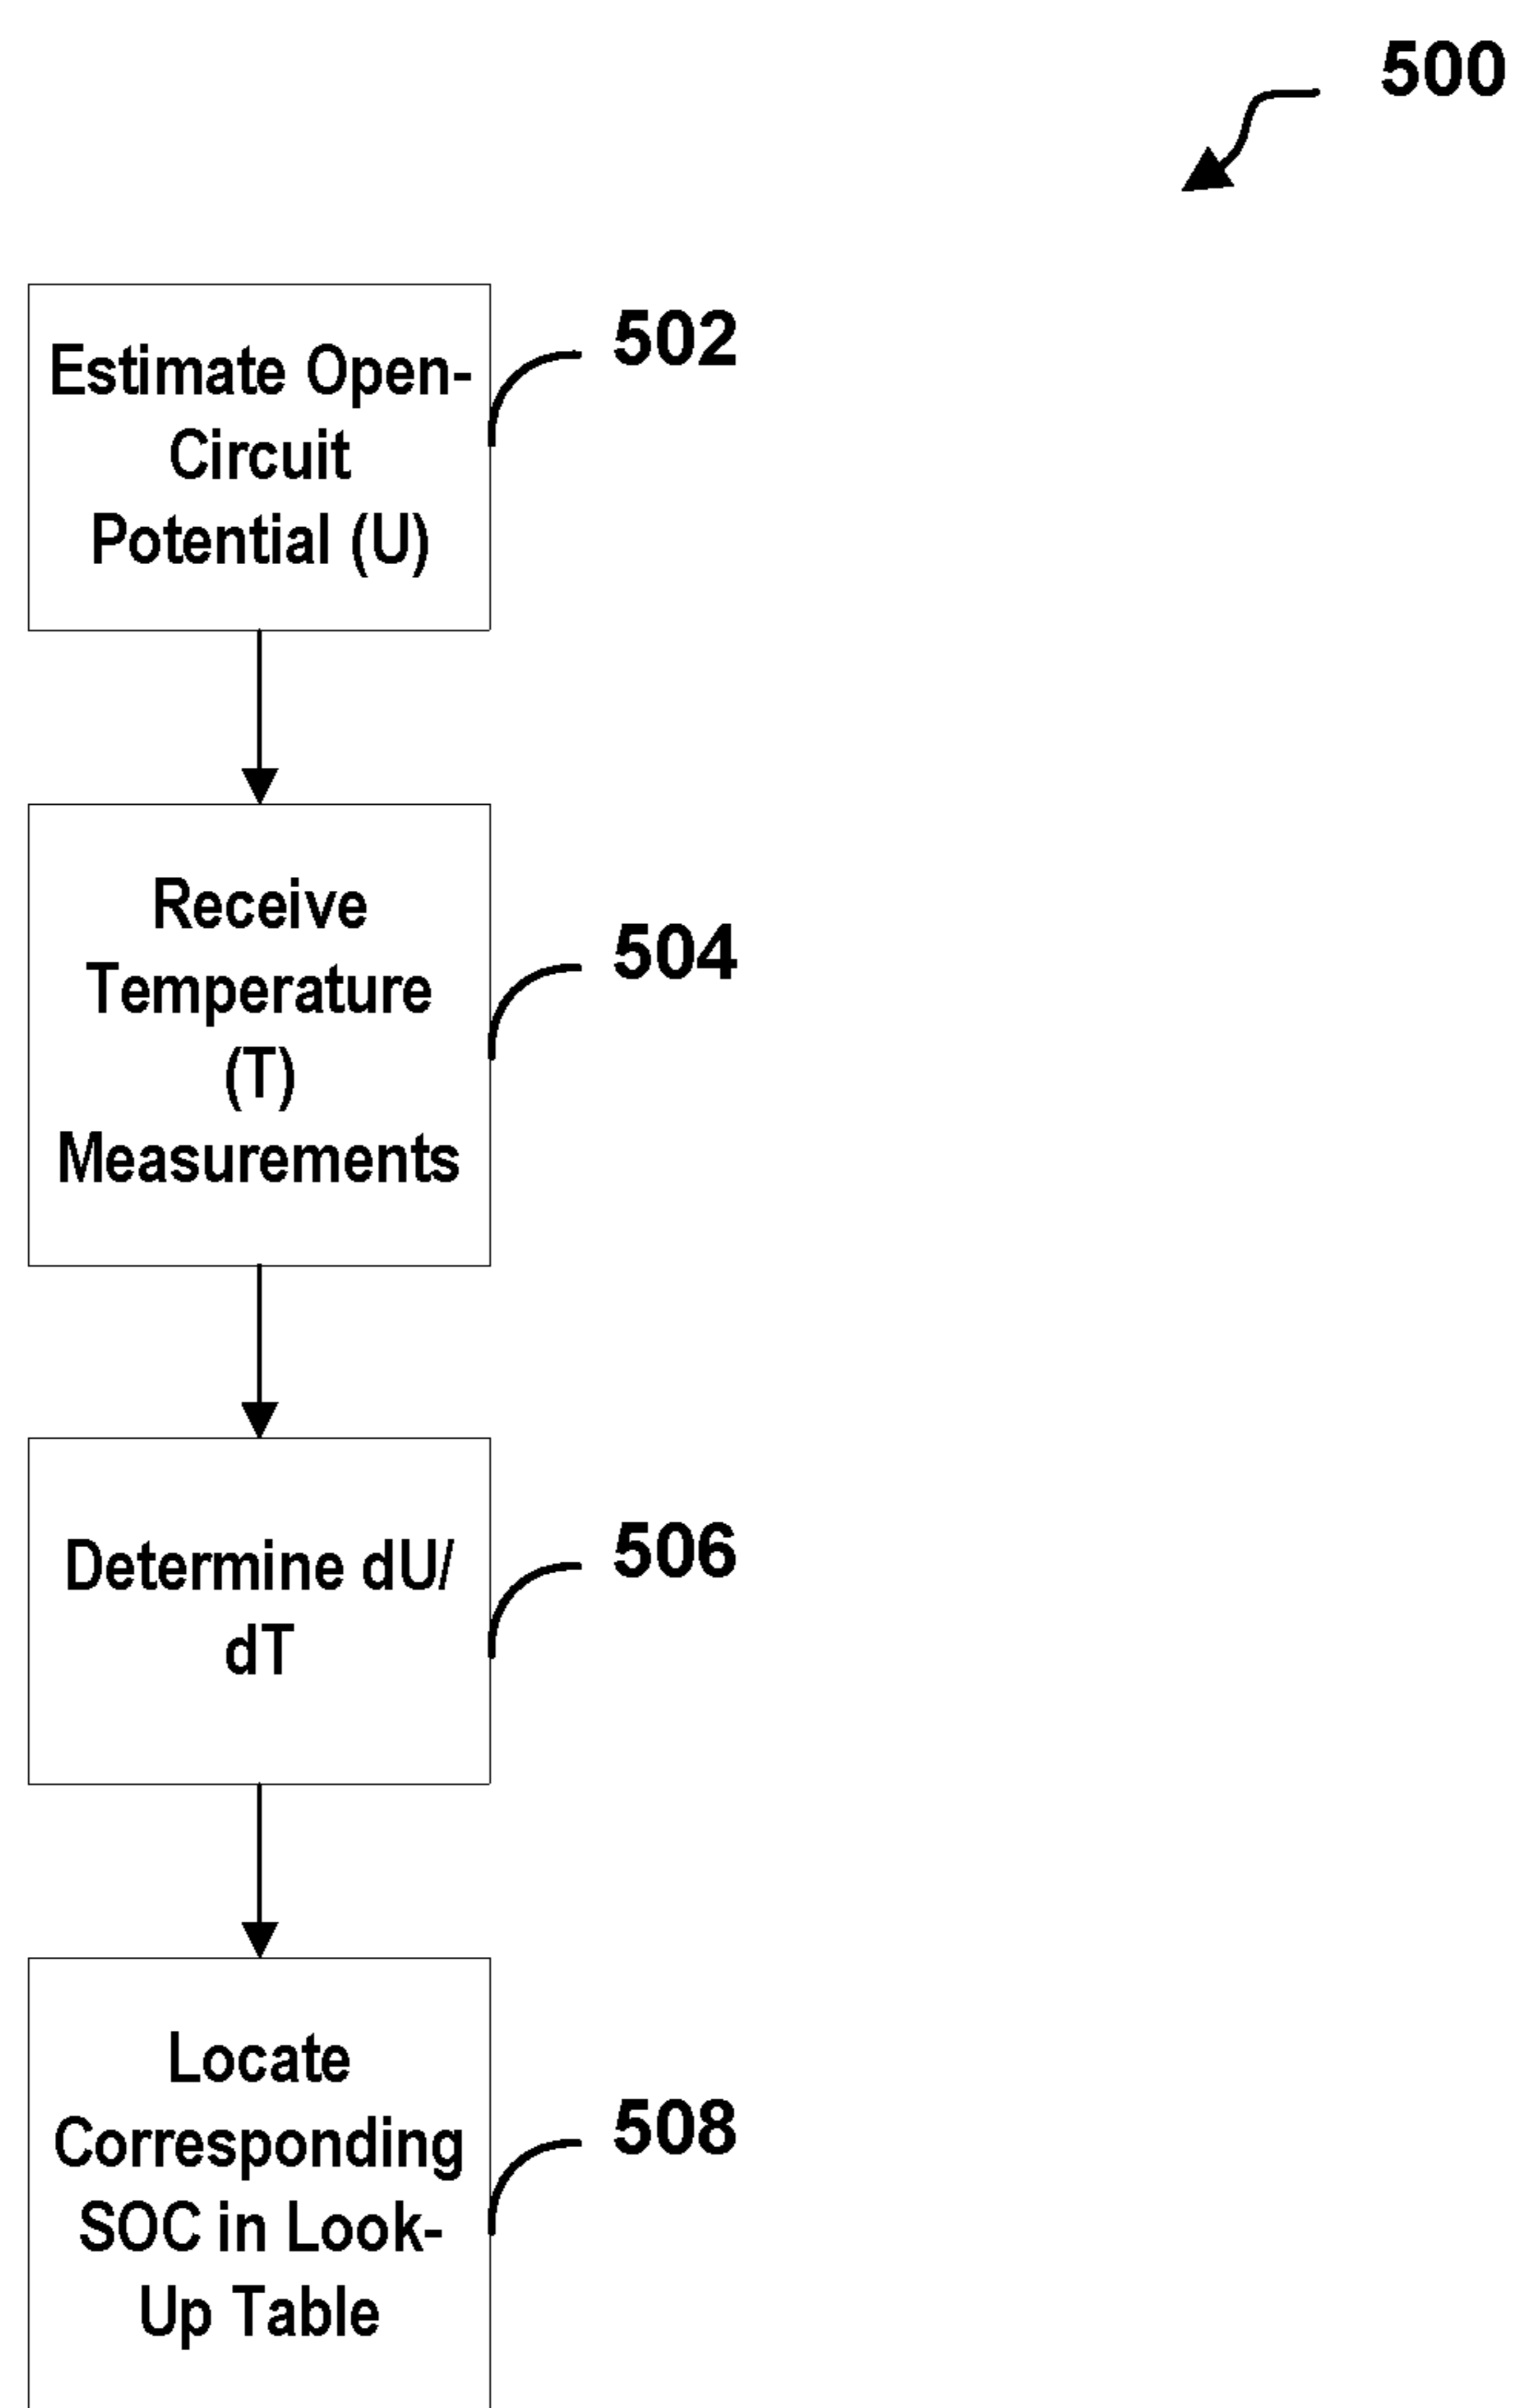 500
Estimate Open-
Circuit
Potential (U)
502
Receive
Temperature
(T)
Measurements
504
Determine dU/
dT
506
Locate
Corresponding
SOC in Look-
Up Table
508